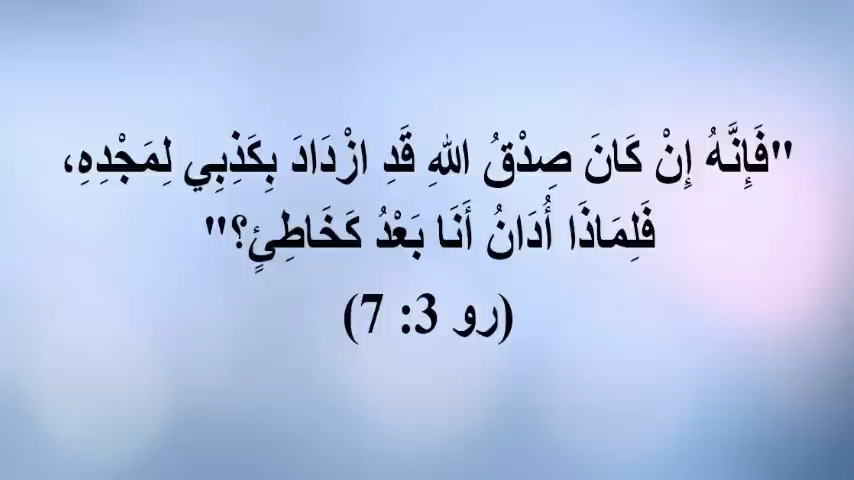 "فَإِنَّهُ إِنْ كَانَ صِدْقُ اللهِ قَدِ ازْدَادَ بِكَذِبِي لِمَجْدِهِ،
فَلِمَاذَا أُدَانُ أَنَا بَعْدُ كَخَاطِئٍ؟"
(رو 3: 7)